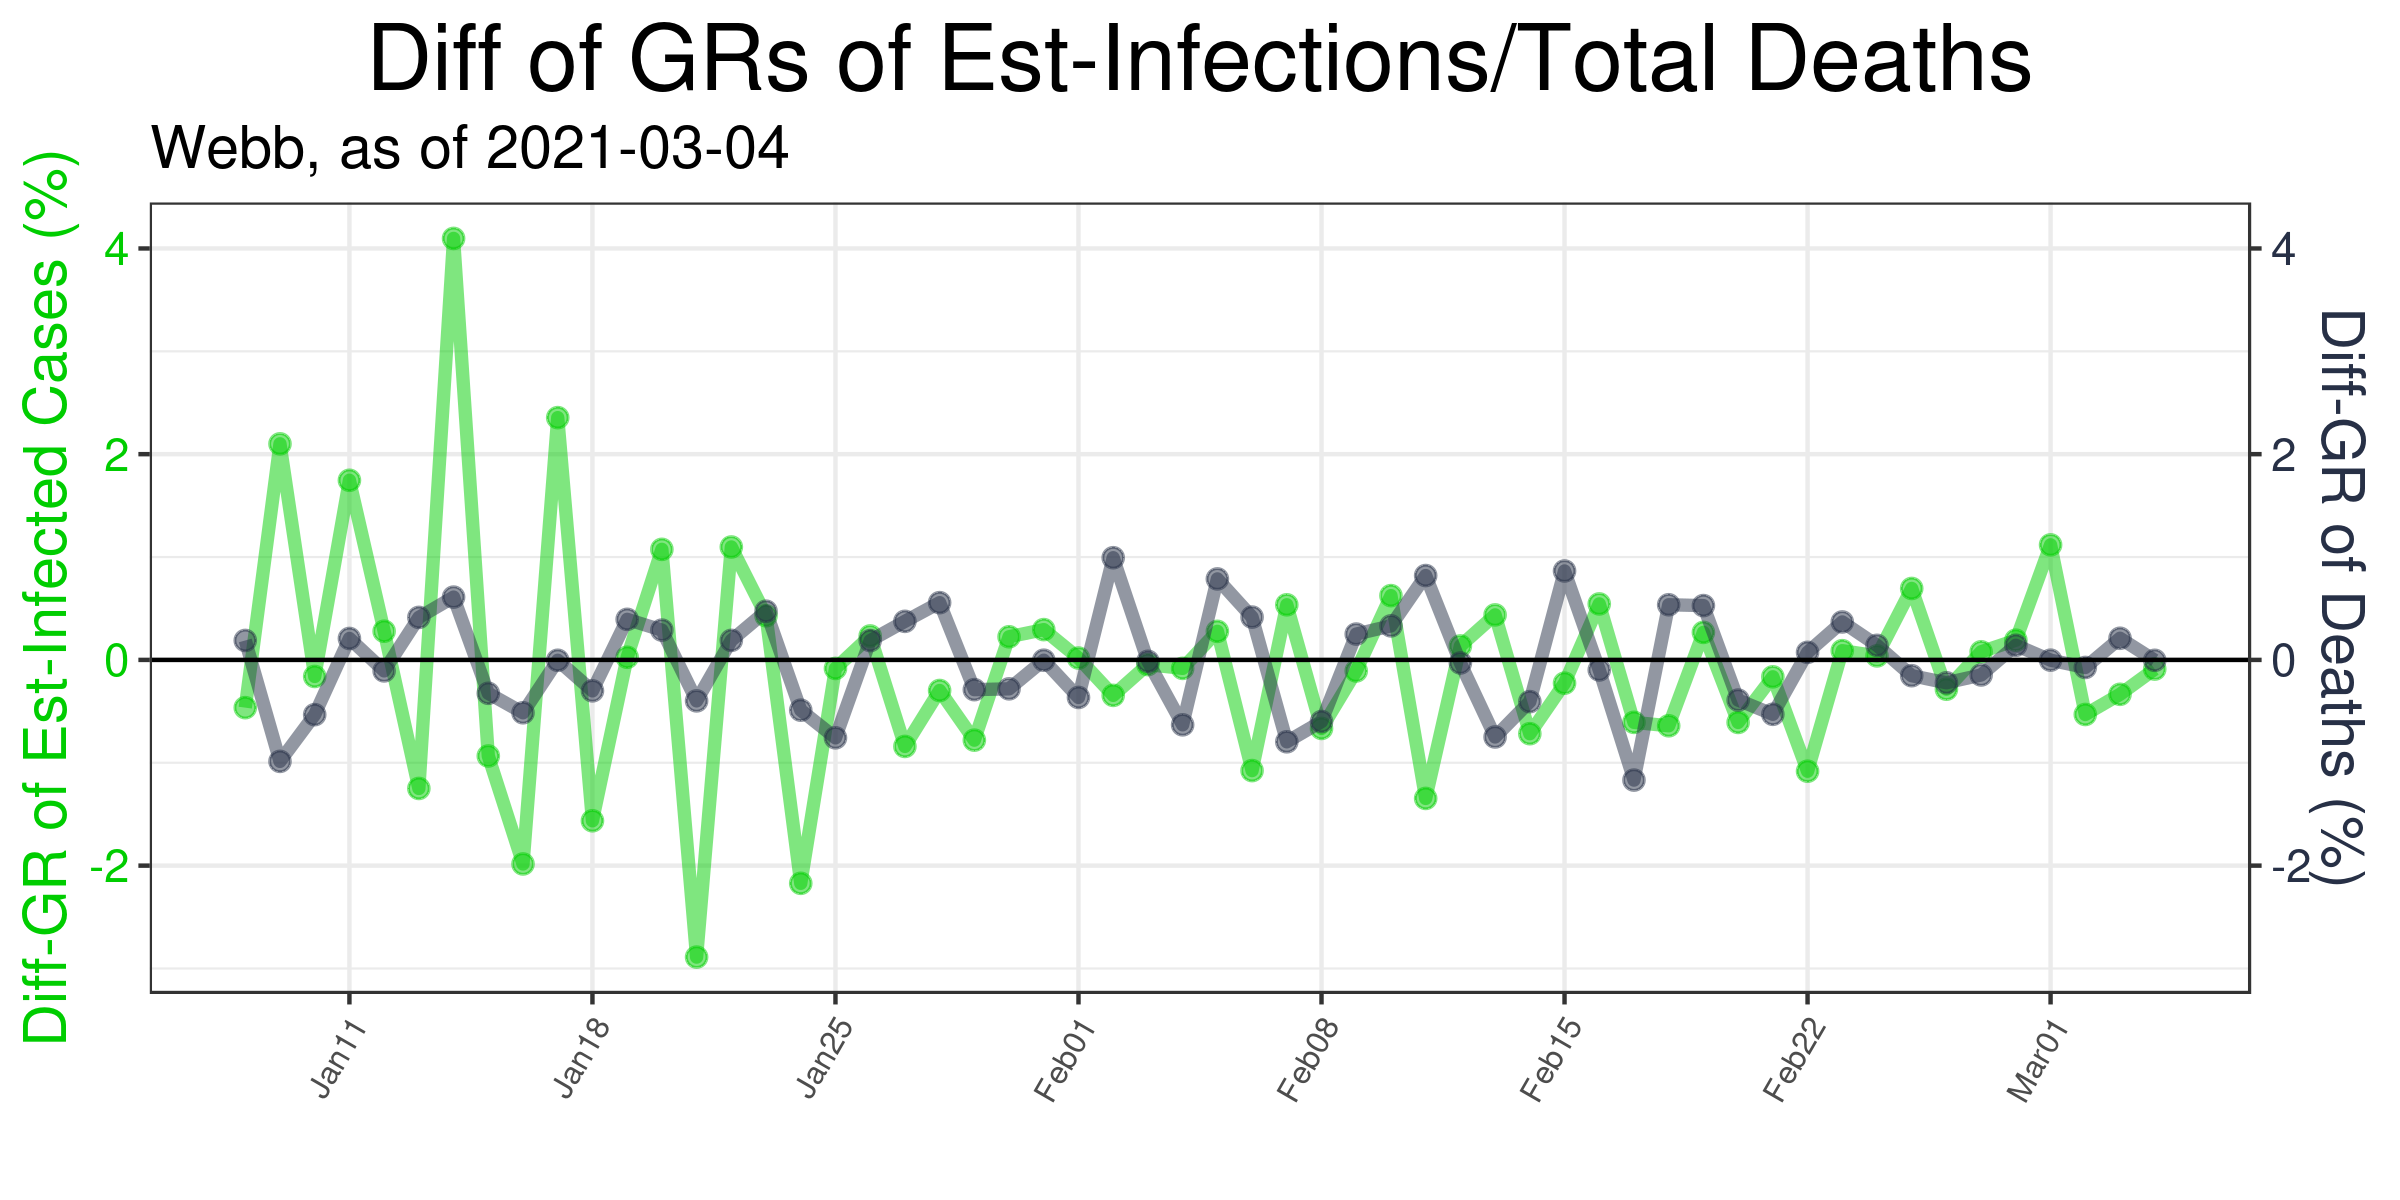 Diff of GRs of Est-Infections/Total Deaths
Webb, as of 2021-03-04
Diff-GR of Est-Infected Cases (%)
4
2
0
-2
4
2
0
-2
Diff-GR of Deaths (%)
Jan11
Jan18
Jan25
Feb01
Feb08
Feb15
Feb22
Mar01